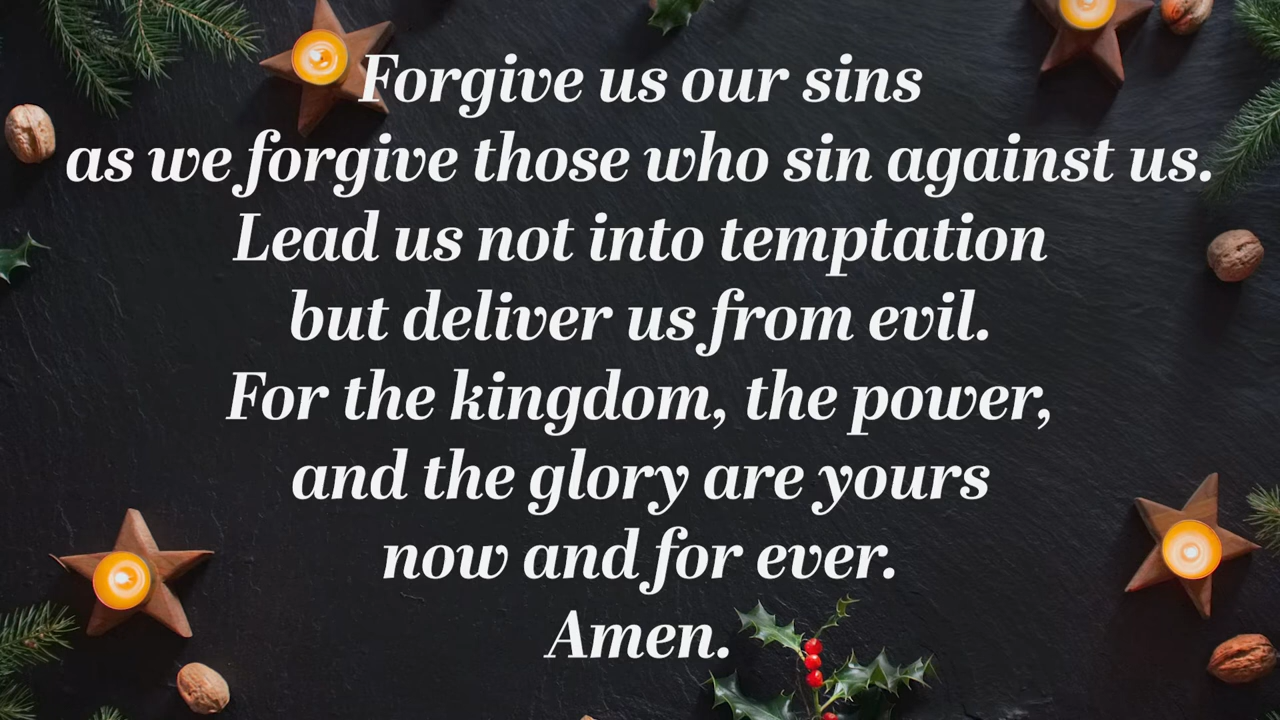 Forgive us our sins
as we forgive those who sin against us.
Lead us not into temptation
but deliver us from evil.
For the kingdom, the power,
and the glory are yours
now and for ever.
Amen.